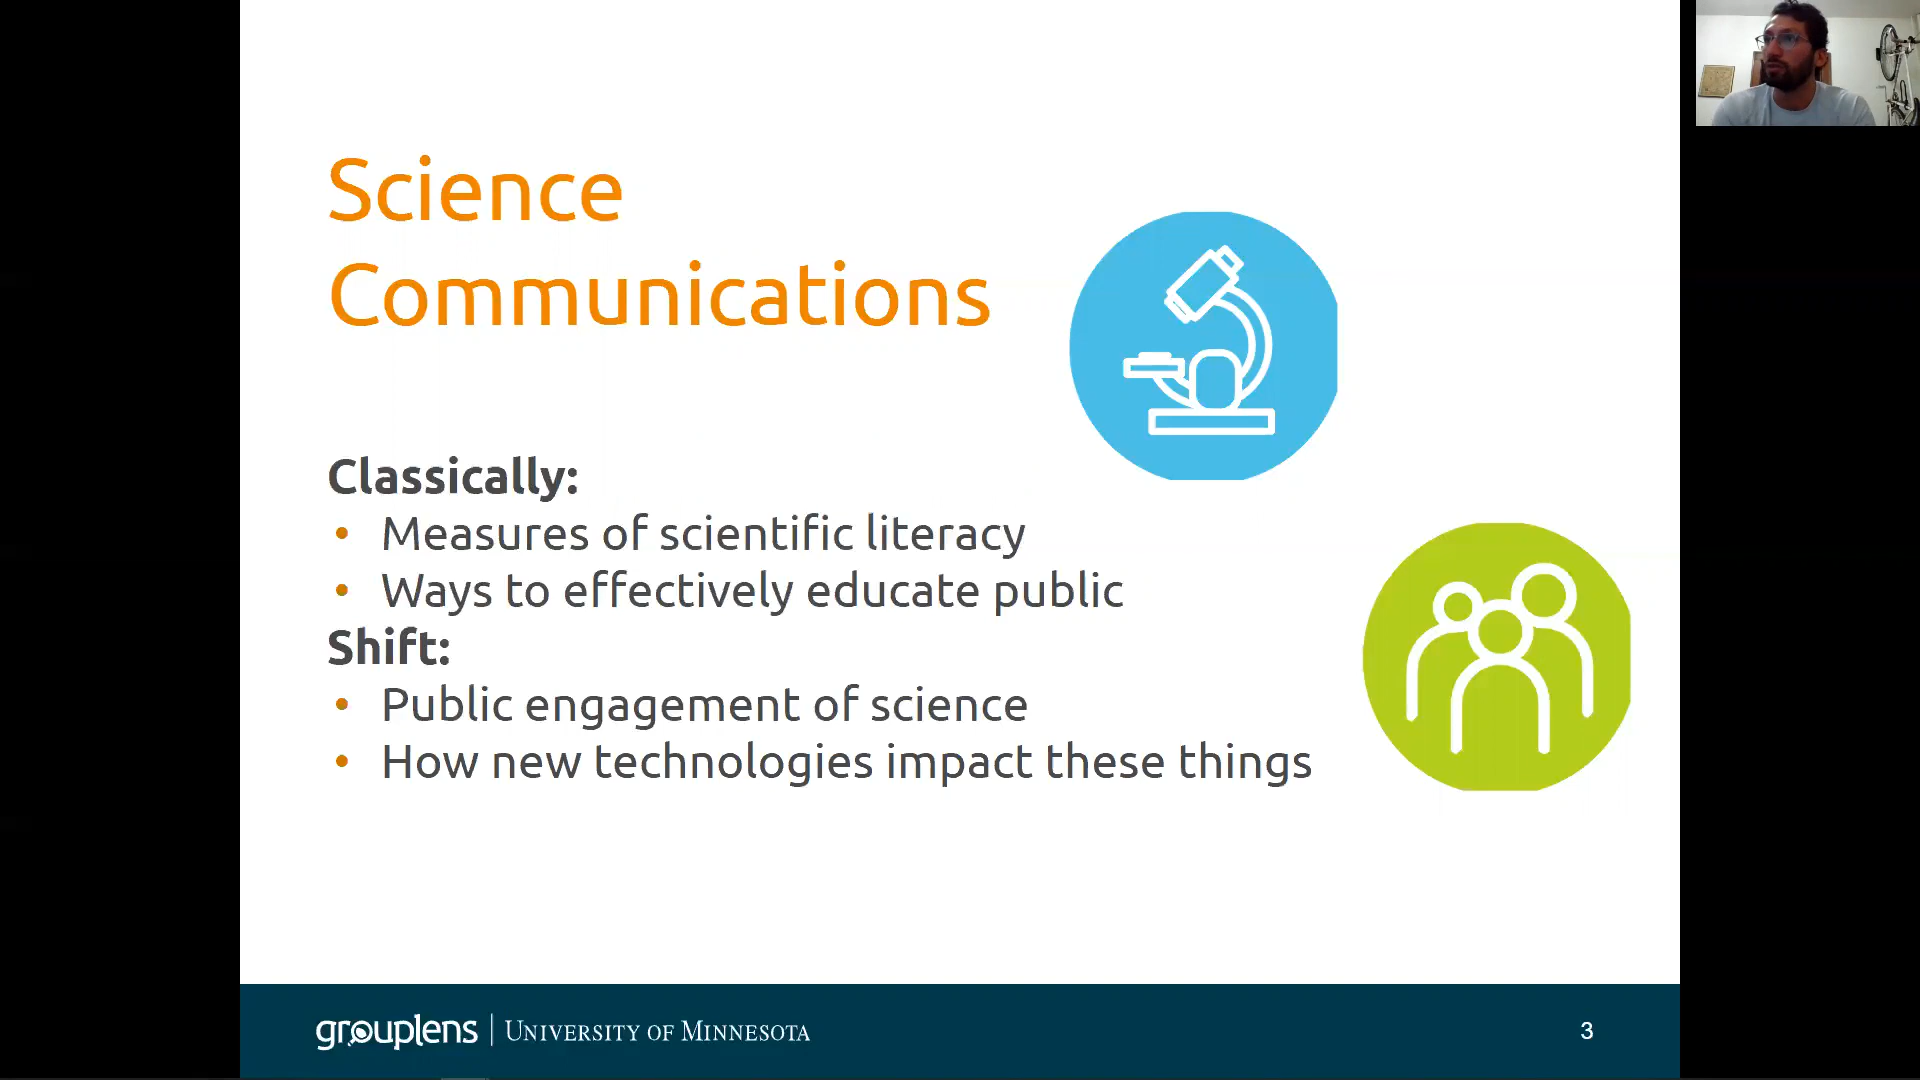 Science
Communications
Classically:
• Measures of scientific literacy
• Ways to effectively educate public
Shift:
• Public engagement of science
• How new technologies impact these things
grouplens | UNIVERSITY OF MINNESOTA
3